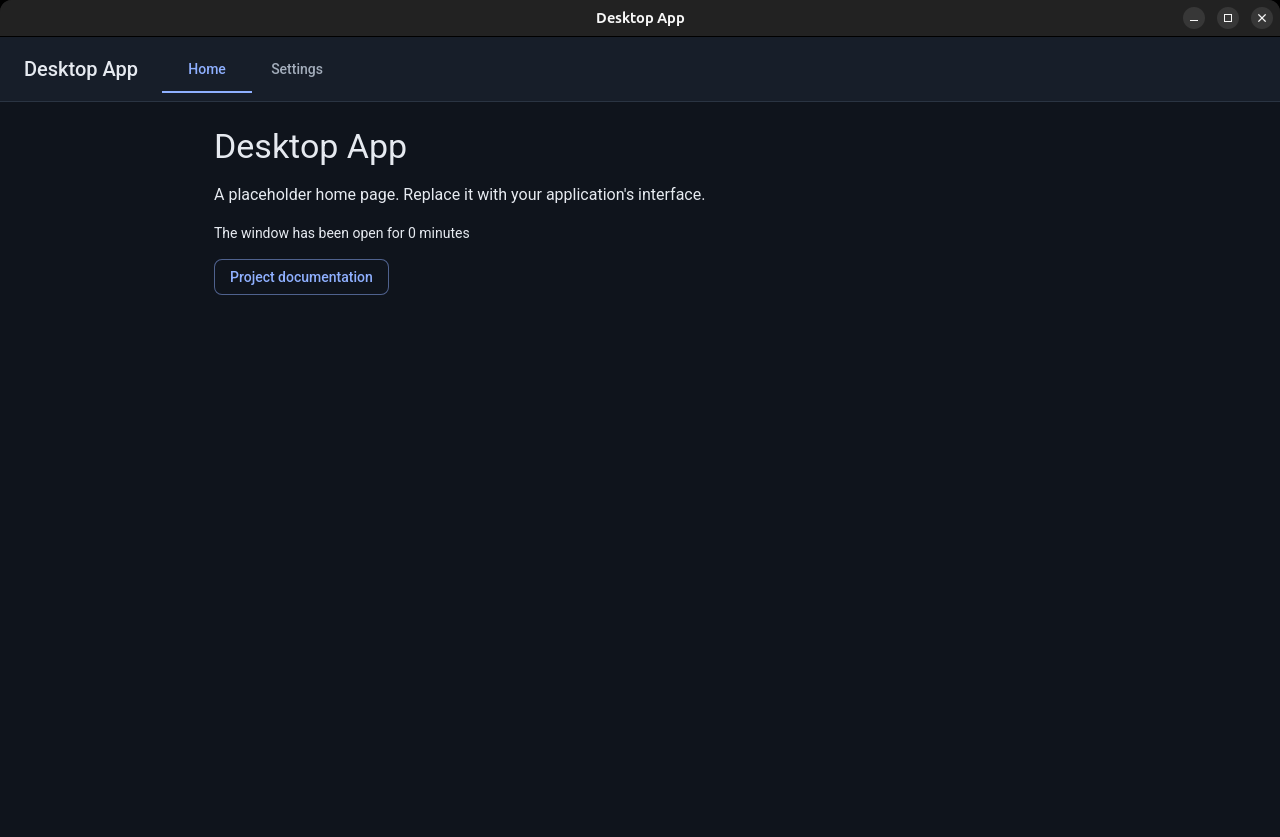 Desktop App
Desktop App Home Settings
Desktop App
A placeholder home page. Replace it with your application's interface.
The window has been open for 0 minutes
Project documentation